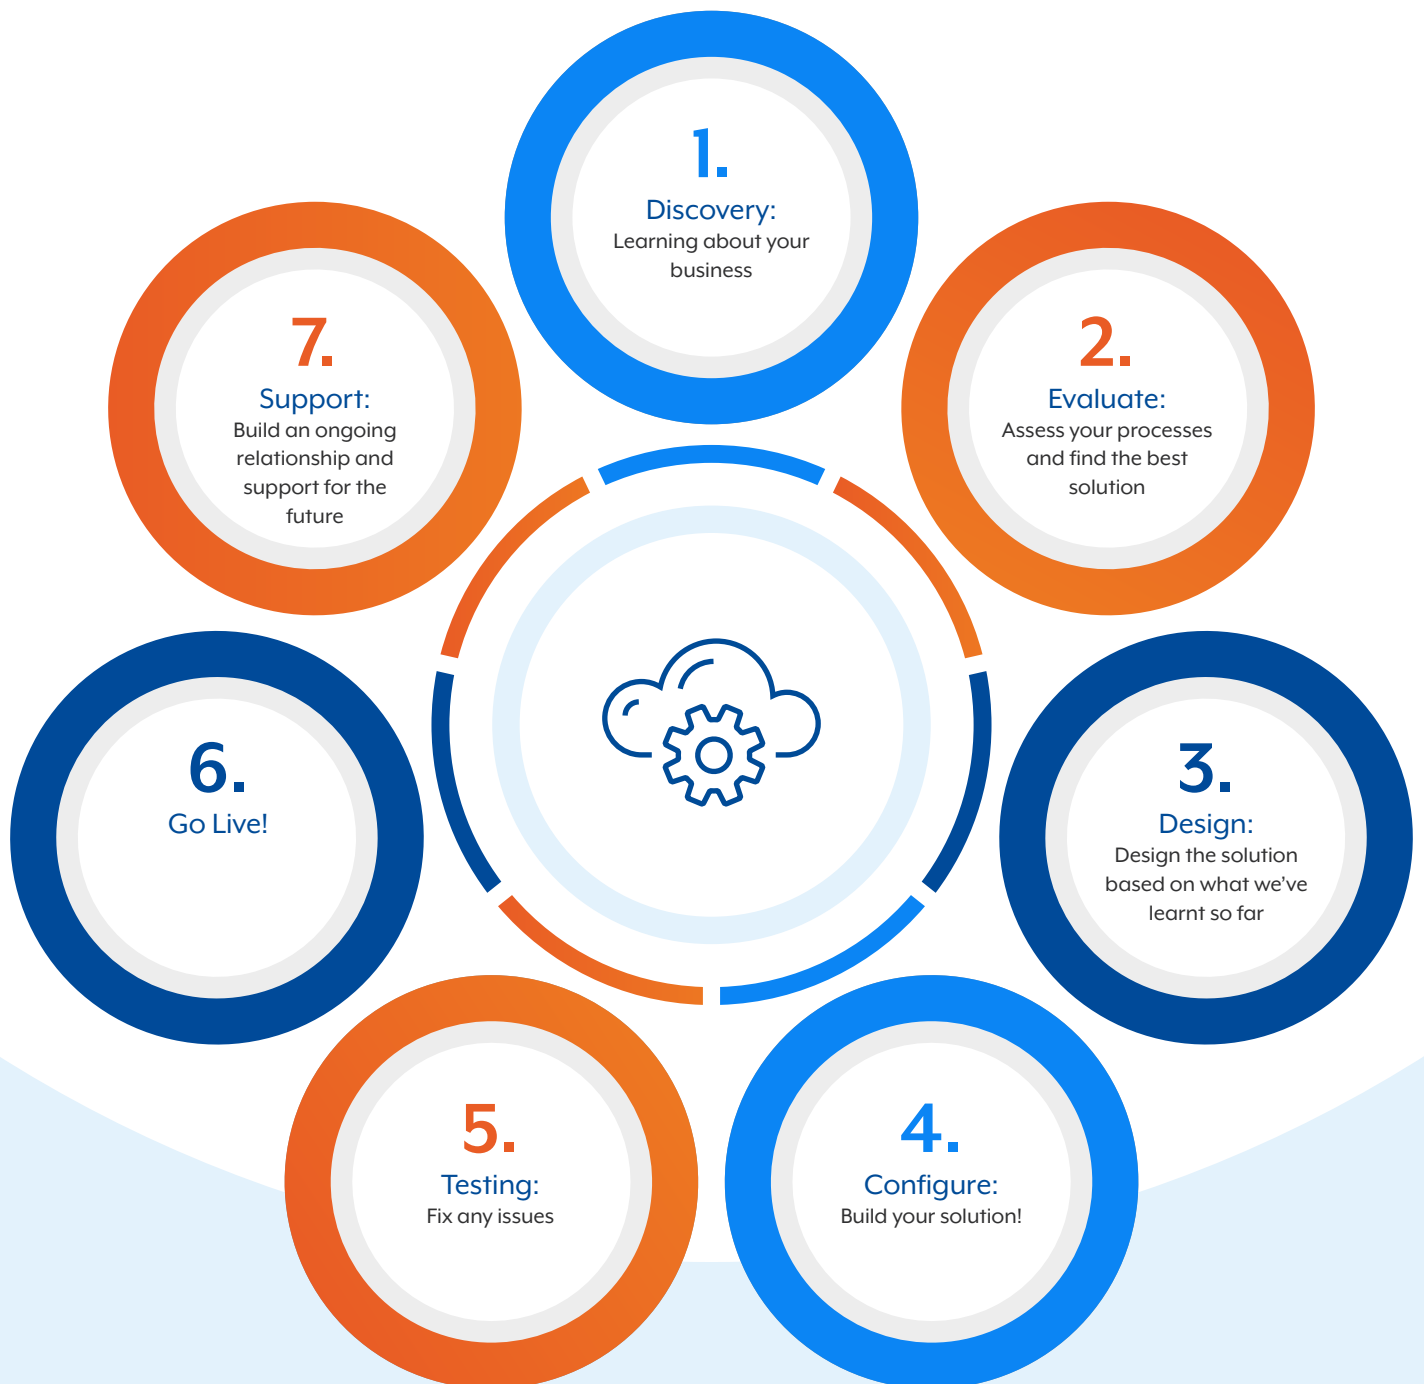 1.
Discovery:
Learning about your
business
2.
Evaluate:
Assess your processes
and find the best
solution
3.
Design:
Design the solution
based on what we’ve
learnt so far
4.
Configure:
Build your solution!
5.
Testing:
Fix any issues
6.
Go Live!
7.
Support:
Build an ongoing
relationship and
support for the
future